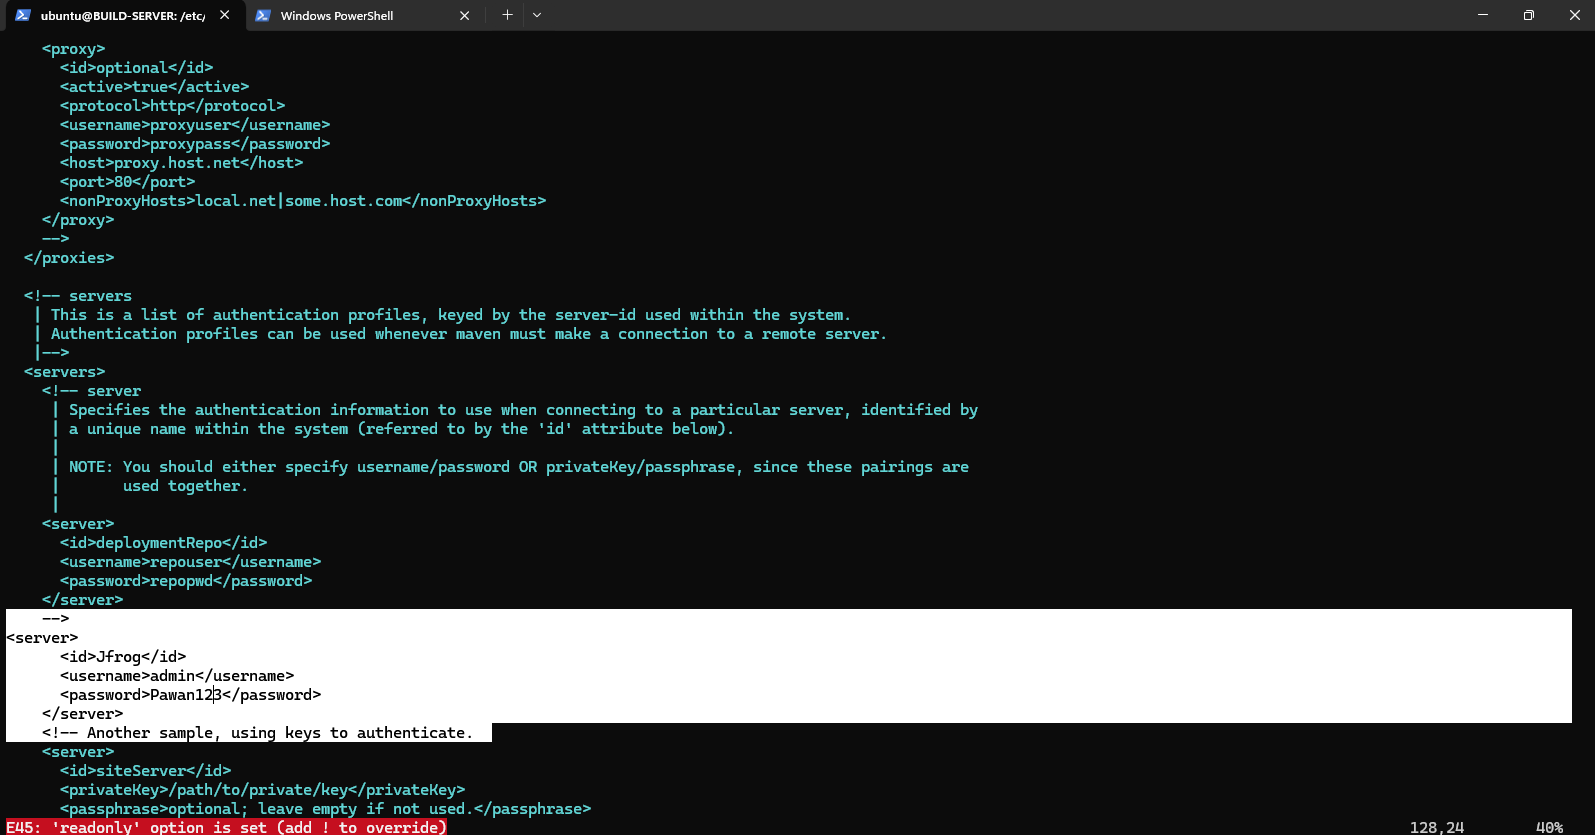 ubuntu@BUILD-SERVER: /etc/
Windows PowerShell
<proxy>
<id>optional</id>
<active>true</active>
<protocol>http</protocol>
<username>proxyuser</username>
<password>proxypass</password>
<host>proxy.host.net</host>
<port>80</port>
<nonProxyHosts>local.net|some.host.com</nonProxyHosts>
</proxy>
-->
</proxies>
<!-- servers
| This is a list of authentication profiles, keyed by the server-id used within the system.
| Authentication profiles can be used whenever maven must make a connection to a remote server.
|-->
<servers>
<!-- server
| Specifies the authentication information to use when connecting to a particular server, identified by
| a unique name within the system (referred to by the 'id' attribute below).
|
| NOTE: You should either specify username/password OR privateKey/passphrase, since these pairings are
|       used together.
|
<server>
<id>deploymentRepo</id>
<username>repouser</username>
<password>repopwd</password>
</server>
-->
<server>
<id>Jfrog</id>
<username>admin</username>
<password>Pawan123</password>
</server>
<!-- Another sample, using keys to authenticate.
<server>
<id>siteServer</id>
<privateKey>/path/to/private/key</privateKey>
<passphrase>optional; leave empty if not used.</passphrase>
E45: 'readonly' option is set (add ! to override)
128,24
40%